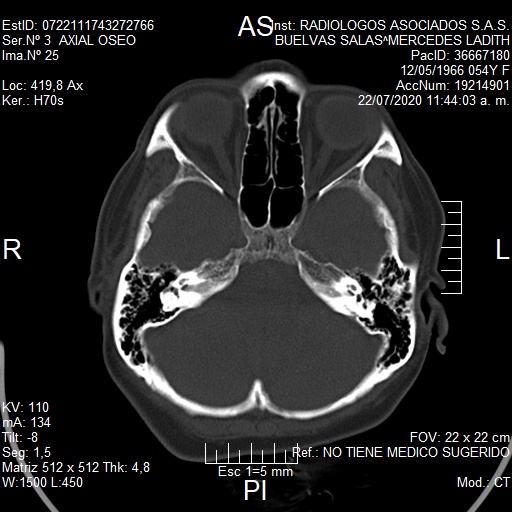 EstID: 0722111743272766
Ser.Nº 3 AXIAL OSEO
Ima.Nº 25
Loc: 419,8 Ax
Ker.: H70s
AS
Inst: RADIOLOGOS ASOCIADOS S.A.S.
BUELVAS SALAS^MERCEDES LADITH
PacID: 36667180
12/05/1966 054Y F
AccNum: 19214901
22/07/2020 11:44:03 a. m.
R
L
KV: 110
mA: 134
Tilt: -8
Seg: 1,5
Matriz 512 x 512 Thk: 4,8
W:1500 L:450
Esc 1=5 mm
PI
FOV: 22 x 22 cm
Ref.: NO TIENE MEDICO SUGERIDO
Mod.: CT